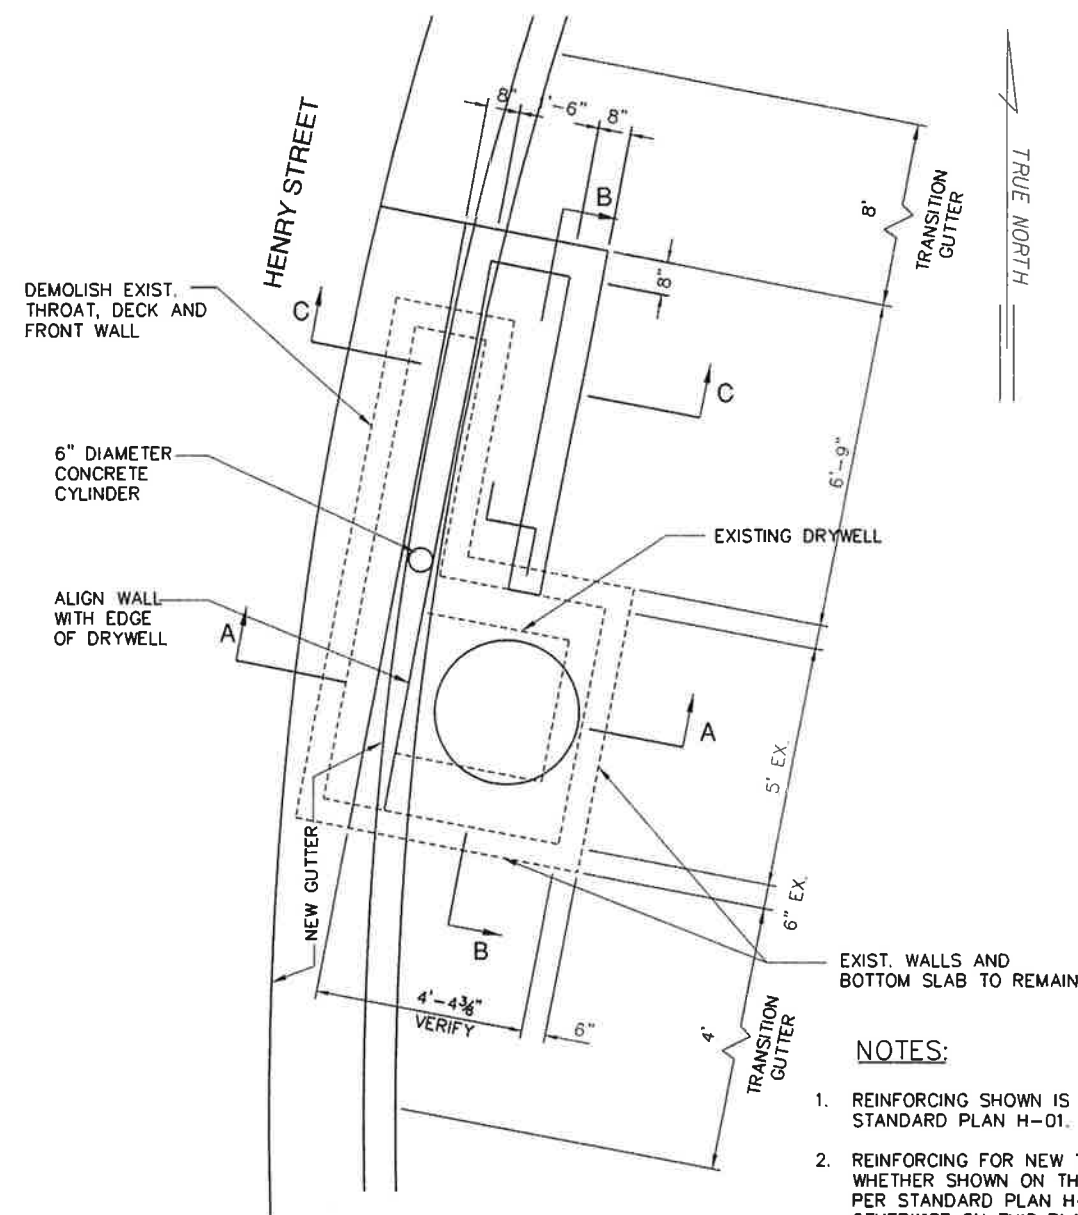 8"
1'-6"
8"
B
8'
TRANSITION
GUTTER
TRUE NORTH
HENRY STREET
DEMOLISH EXIST.
THROAT, DECK AND
FRONT WALL
C
8"
C
6'-9"
6" DIAMETER
CONCRETE
CYLINDER
EXISTING DRYWELL
ALIGN WALL
WITH EDGE
OF DRYWELL
A
A
5' EX.
NEW GUTTER
6" EX.
B
EXIST. WALLS AND
BOTTOM SLAB TO REMAIN
4'-4⅜"
VERIFY
6"
4'
TRANSITION
GUTTER
NOTES:
1. REINFORCING SHOWN IS
STANDARD PLAN H-01.
2. REINFORCING FOR NEW
WHETHER SHOWN ON
PER STANDARD PLAN